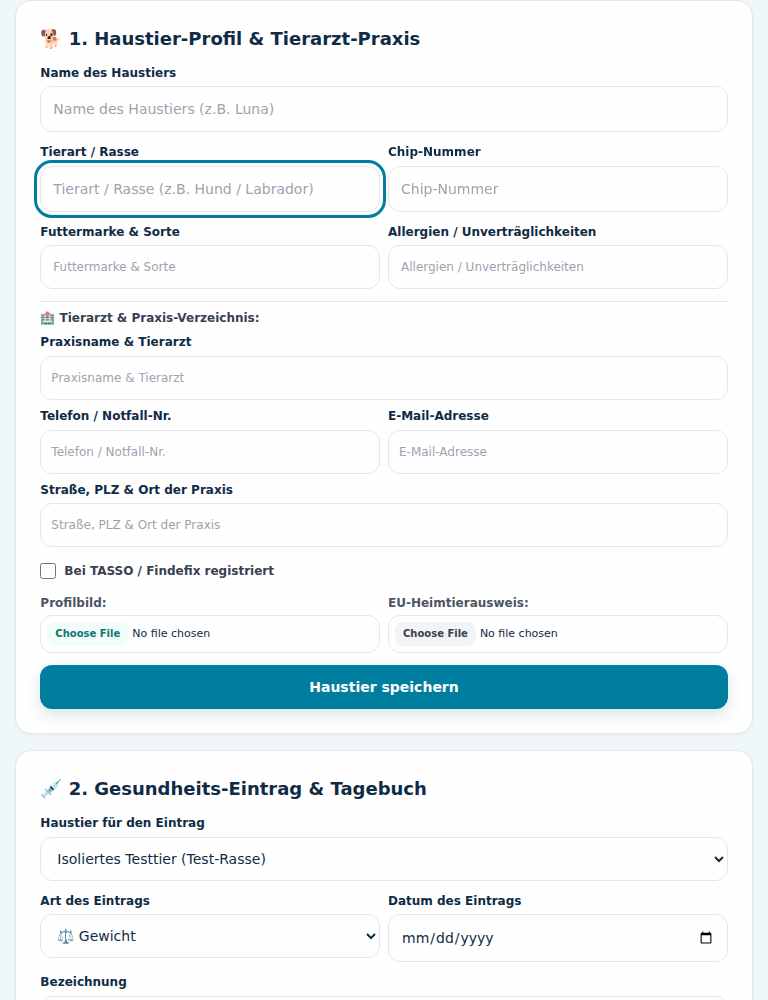 🐕 1. Haustier-Profil & Tierarzt-Praxis
Name des Haustiers
Name des Haustiers (z.B. Luna)
Tierart / Rasse
Chip-Nummer
Tierart / Rasse (z.B. Hund / Labrador)
Chip-Nummer
Futtermarke & Sorte
Allergien / Unverträglichkeiten
Futtermarke & Sorte
Allergien / Unverträglichkeiten
🏥 Tierarzt & Praxis-Verzeichnis:
Praxisname & Tierarzt
Praxisname & Tierarzt
Telefon / Notfall-Nr.
E-Mail-Adresse
Telefon / Notfall-Nr.
E-Mail-Adresse
Straße, PLZ & Ort der Praxis
Straße, PLZ & Ort der Praxis
Bei TASSO / Findefix registriert
Profilbild:
EU-Heimtierausweis:
Choose File No file chosen
Choose File No file chosen
Haustier speichern
💉 2. Gesundheits-Eintrag & Tagebuch
Haustier für den Eintrag
Isoliertes Testtier (Test-Rasse)
Art des Eintrags
Datum des Eintrags
⚖️ Gewicht
mm/dd/yyyy
Bezeichnung